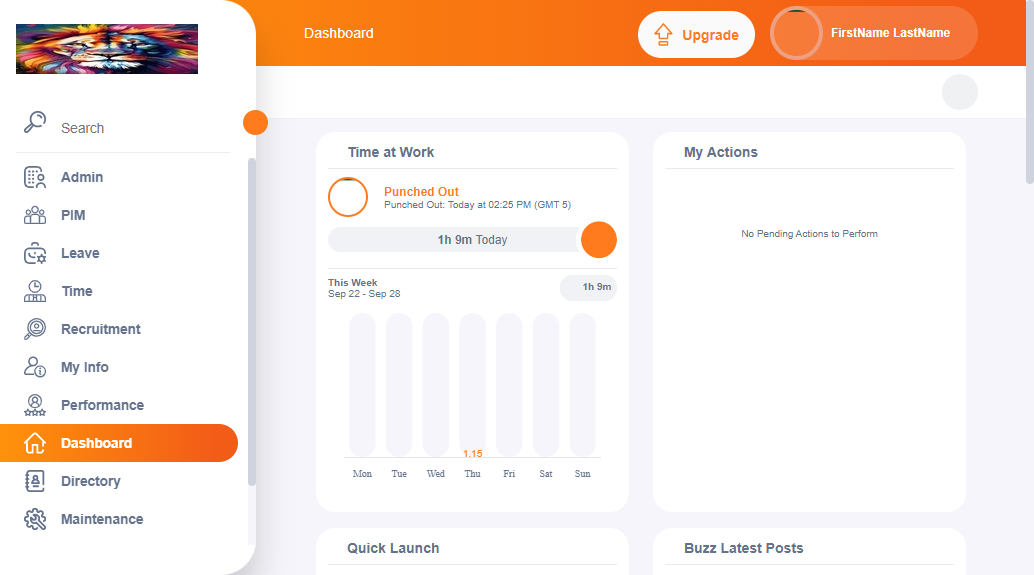 Dashboard
Upgrade
FirstName LastName
Search
Admin
PIM
Leave
Time
Recruitment
My Info
Performance
Dashboard
Directory
Maintenance
Time at Work
Punched Out
Punched Out: Today at 02:25 PM (GMT 5)
1h 9m Today
This Week
Sep 22 - Sep 28
1h 9m
1.15
Mon Tue Wed Thu Fri Sat Sun
My Actions
No Pending Actions to Perform
Quick Launch
Buzz Latest Posts